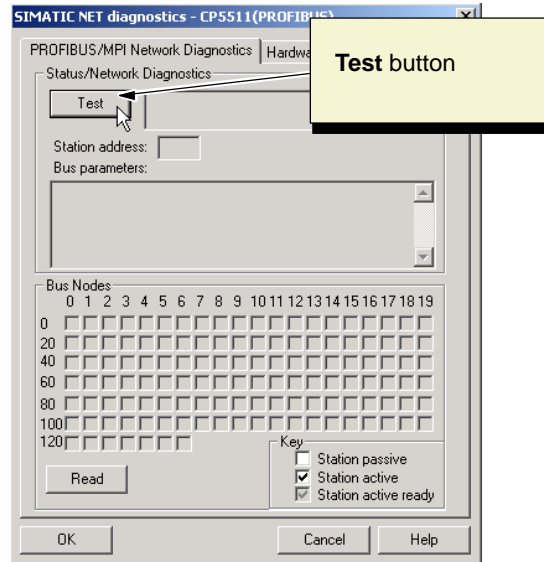 SIMATIC NET diagnostics - CP5511(PROFIBUS)
PROFIBUS/MPI Network Diagnostics Hardwa
Test button
Status/Network Diagnostics
Test
Station address:
Bus parameters:
Bus Nodes
0 1 2 3 4 5 6 7 8 9 10 11 12 13 14 15 16 17 18 19
0
20
40
60
80
100
120
Key
Station passive
Read
Station active
Station active ready
OK Cancel Help